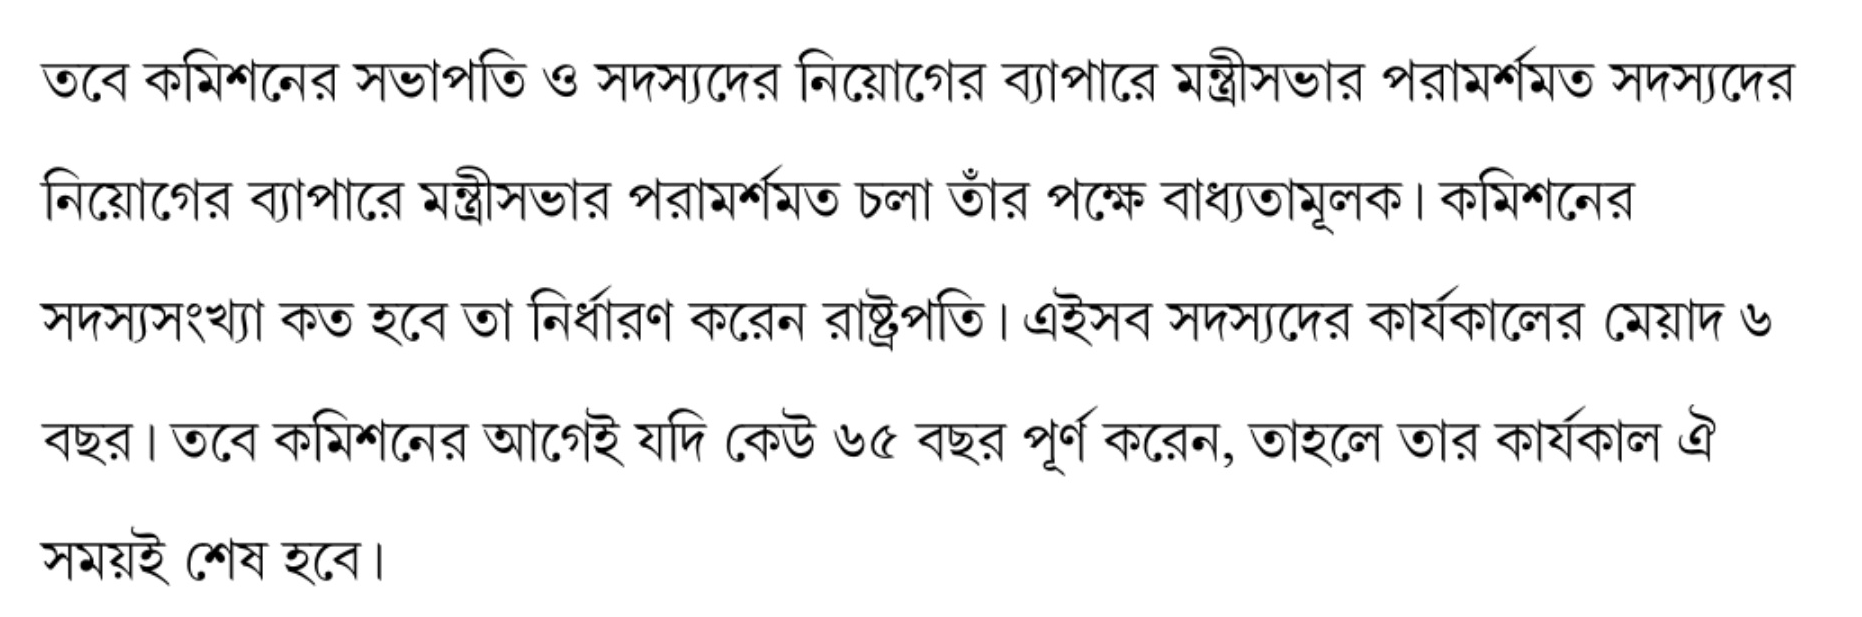 তবে কমিশনের সভাপতি ও সদস্যদের নিয়োগের ব্যাপারে মন্ত্রীসভার পরামর্শমত সদস্যদের
নিয়োগের ব্যাপারে মন্ত্রীসভার পরামর্শমত চলা তাঁর পক্ষে বাধ্যতামূলক। কমিশনের
সদস্যসংখ্যা কত হবে তা নির্ধারণ করেন রাষ্ট্রপতি। এইসব সদস্যদের কার্যকালের মেয়াদ ৬
বছর। তবে কমিশনের আগেই যদি কেউ ৬৫ বছর পূর্ণ করেন, তাহলে তার কার্যকাল ঐ
সময়ই শেষ হবে।